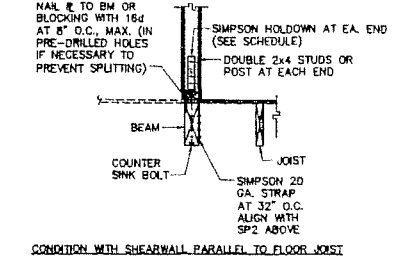 NAIL ℄ TO BM OR
BLOCKING WITH 16d
AT 8" O.C., MAX. (IN
PRE-DRILLED HOLES
IF NECESSARY TO
PREVENT SPLITTING)
SIMPSON HOLDOWN AT EA. END
(SEE SCHEDULE)
DOUBLE 2x4 STUDS OR
POST AT EACH END
BEAM
COUNTER
SINK BOLT
JOIST
SIMPSON 20
GA. STRAP
AT 32" O.C.
ALIGN WITH
SP2 ABOVE
CONDITION WITH SHEARWALL PARALLEL TO FLOOR JOIST